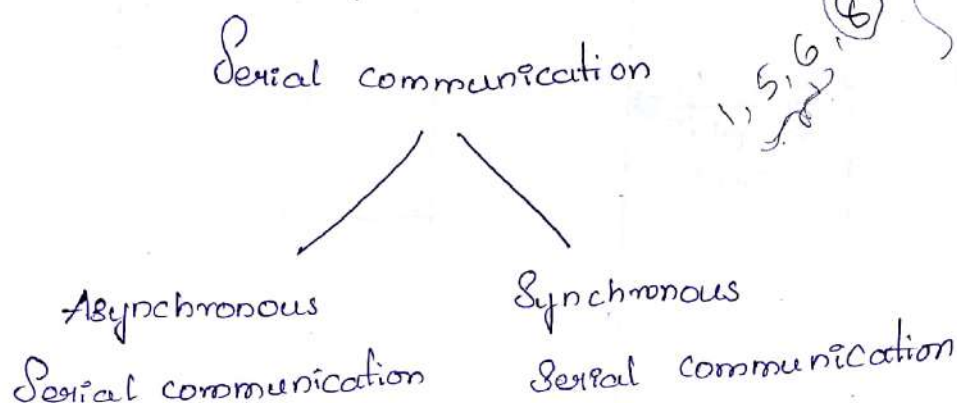 Serial communication
1, 5, 6, 8
Asynchronous
Serial communication
Synchronous
Serial communication